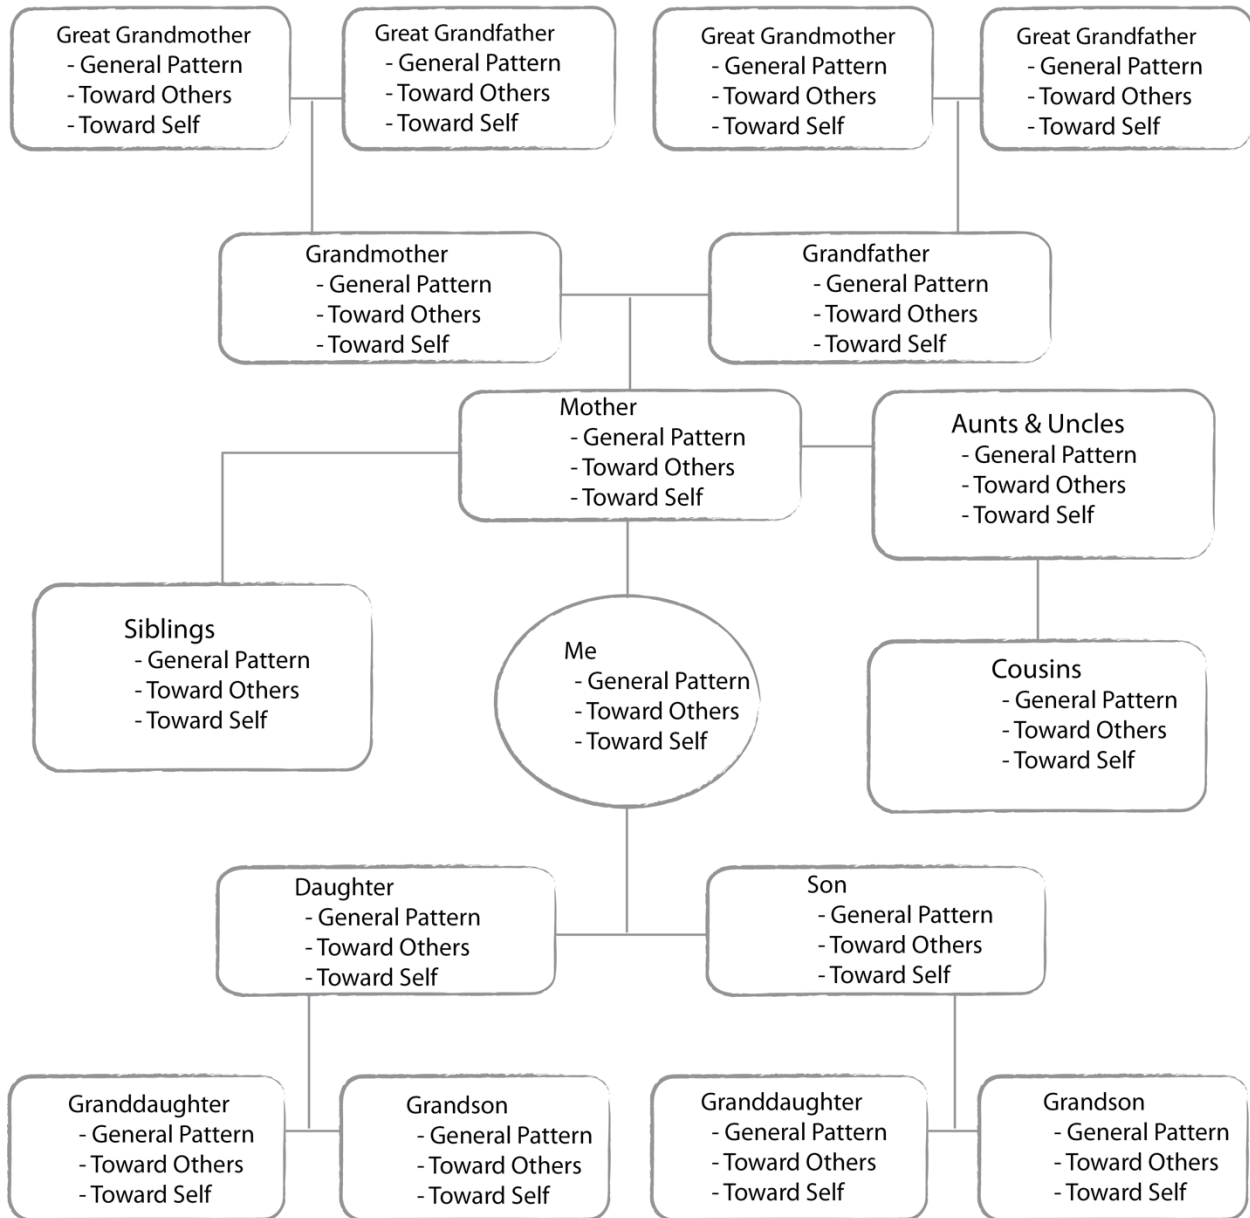 Great Grandmother
- General Pattern
- Toward Others
- Toward Self
Great Grandfather
- General Pattern
- Toward Others
- Toward Self
Great Grandmother
- General Pattern
- Toward Others
- Toward Self
Great Grandfather
- General Pattern
- Toward Others
- Toward Self
Grandmother
- General Pattern
- Toward Others
- Toward Self
Grandfather
- General Pattern
- Toward Others
- Toward Self
Mother
- General Pattern
- Toward Others
- Toward Self
Aunts & Uncles
- General Pattern
- Toward Others
- Toward Self
Siblings
- General Pattern
- Toward Others
- Toward Self
Me
- General Pattern
- Toward Others
- Toward Self
Cousins
- General Pattern
- Toward Others
- Toward Self
Daughter
- General Pattern
- Toward Others
- Toward Self
Son
- General Pattern
- Toward Others
- Toward Self
Granddaughter
- General Pattern
- Toward Others
- Toward Self
Grandson
- General Pattern
- Toward Others
- Toward Self
Granddaughter
- General Pattern
- Toward Others
- Toward Self
Grandson
- General Pattern
- Toward Others
- Toward Self